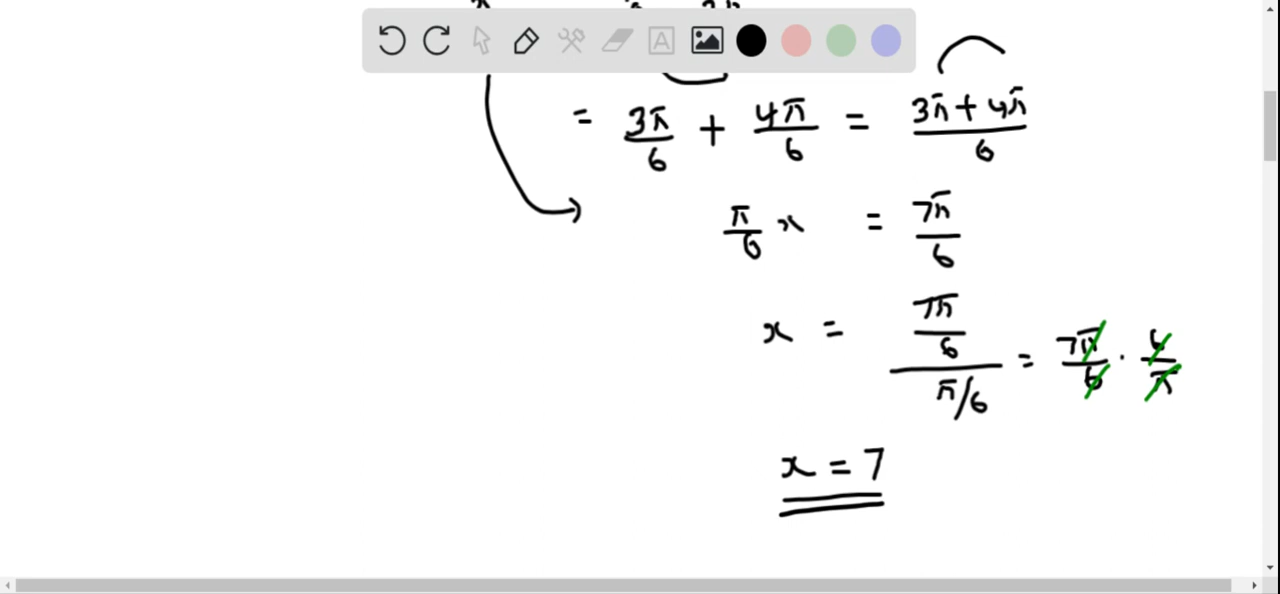 = 3π/6 + 4π/6 = (3π + 4π)/6
π/6 x = 7π/6
x = (7π/6)/(π/6) = 7π/6 · 6/π
x = 7